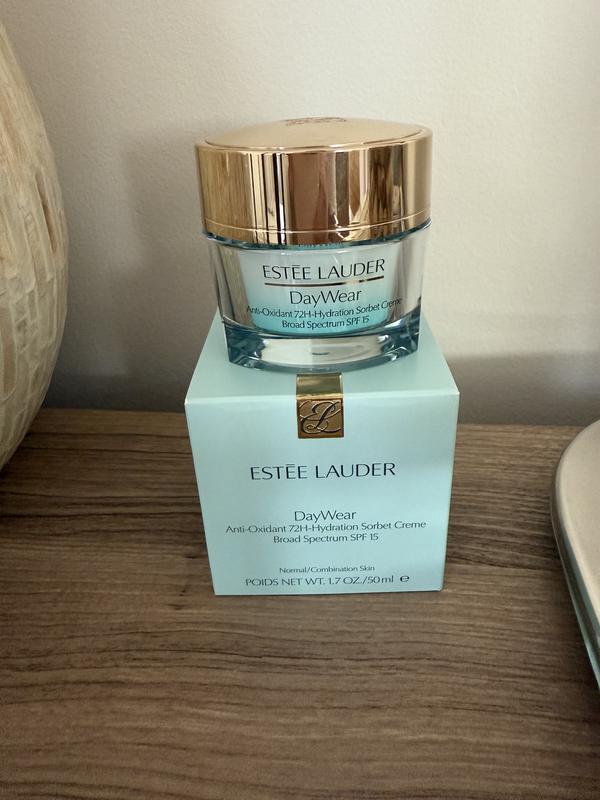 ESTĒE LAUDER
DayWear
Anti-Oxidant 72H-Hydration Sorbet Creme
Broad Spectrum SPF 15
EL
ESTĒE LAUDER
DayWear
Anti-Oxidant 72H-Hydration Sorbet Creme
Broad Spectrum SPF 15
Normal/Combination Skin
POIDS NET WT. 1.7 OZ./50 ml ℮